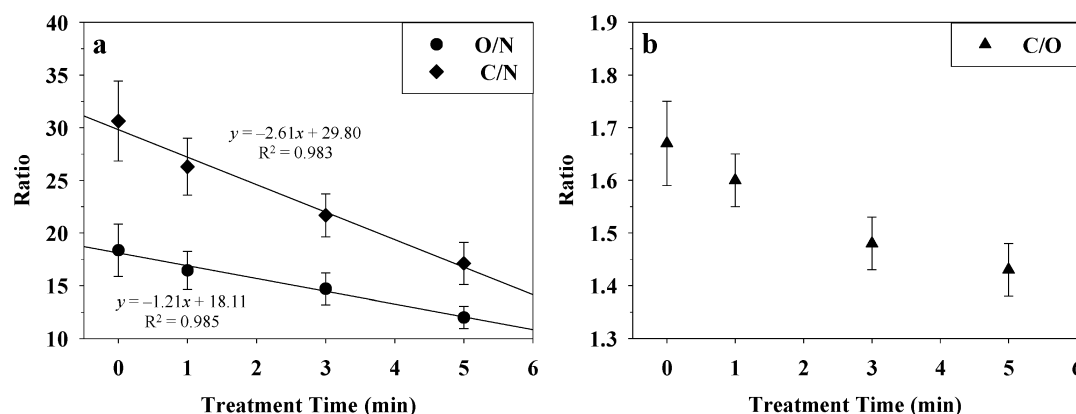 a
O/N
C/N
40
35
30
25
20
15
10
Ratio
y = –2.61x + 29.80
R² = 0.983
y = –1.21x + 18.11
R² = 0.985
0 1 2 3 4 5 6
Treatment Time (min)
b
C/O
1.9
1.8
1.7
1.6
1.5
1.4
1.3
Ratio
0 1 2 3 4 5 6
Treatment Time (min)